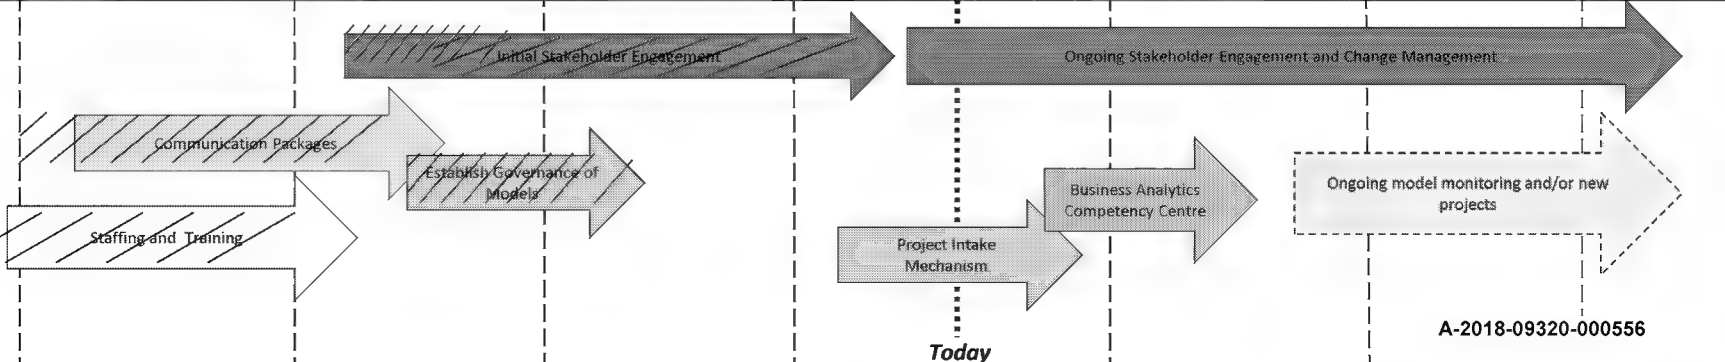 Initial Stakeholder Engagement
Ongoing Stakeholder Engagement and Change Management
Communication Packages
Establish Governance of
Models
Business Analytics
Competency Centre
Ongoing model monitoring and/or new
projects
Staffing and Training
Project Intake
Mechanism
A-2018-09320-000556
Today